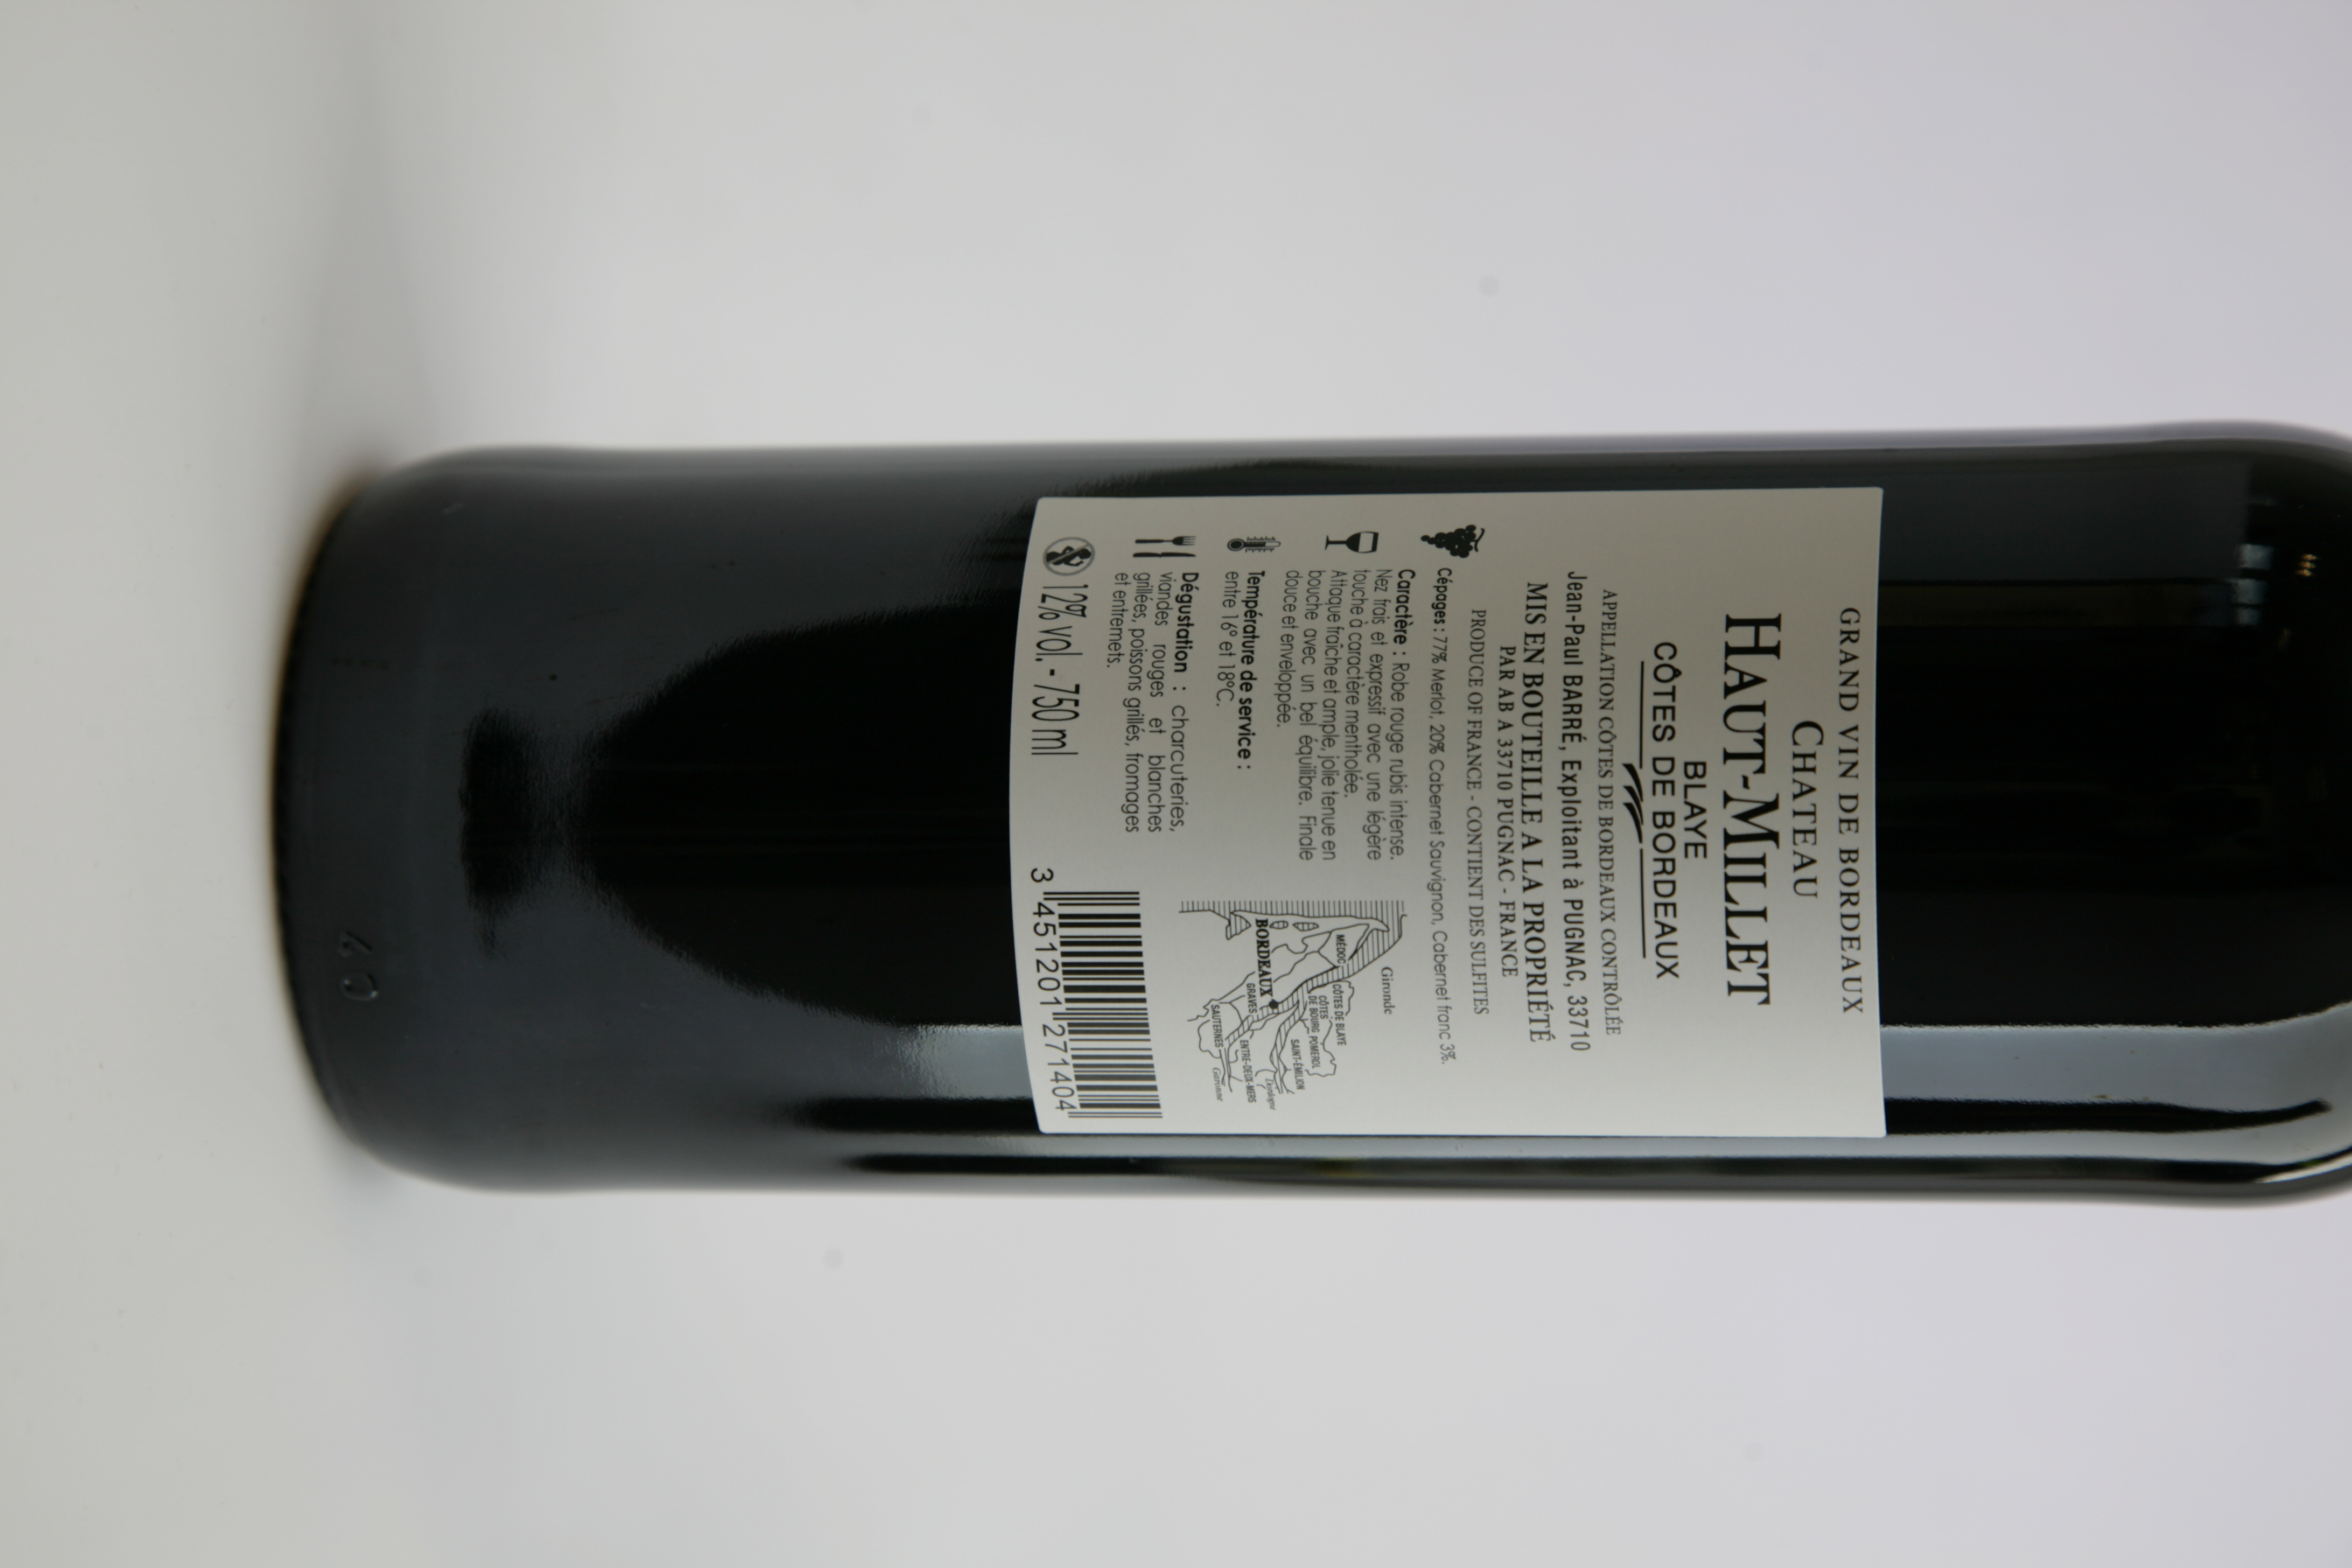 GRAND VIN DE BORDEAUX
CHATEAU
HAUT-MILLET
BLAYE
CÔTES DE BORDEAUX
APPELLATION CÔTES DE BORDEAUX CONTRÔLÉE
Jean-Paul BARRÉ, Exploitant à PUGNAC, 33710
MIS EN BOUTEILLE A LA PROPRIÉTÉ
PAR AB A 33710 PUGNAC - FRANCE
PRODUCE OF FRANCE - CONTIENT DES SULFITES
Cépages : 77% Merlot, 20% Cabernet Sauvignon, Cabernet franc 3%.
Caractère : Robe rouge rubis intense.
Nez frais et expressif avec une légère
touche à caractère mentholée.
Attaque fraîche et ample, jolie tenue en
bouche avec un bel équilibre. Finale
douce et enveloppée.
Température de service :
entre 16° et 18°C.
Dégustation : charcuteries,
viandes rouges et blanches
grillées, poissons grillés, fromages
et entremets.
12% vol. - 750 ml
Gironde
MÉDOC
CÔTES DE BLAYE
CÔTES
DE BOURG
POMEROL
SAINT-ÉMILION
BORDEAUX
Dordogne
GRAVES
ENTRE-DEUX-MERS
SAUTERNES
Garonne
3 451201 271404